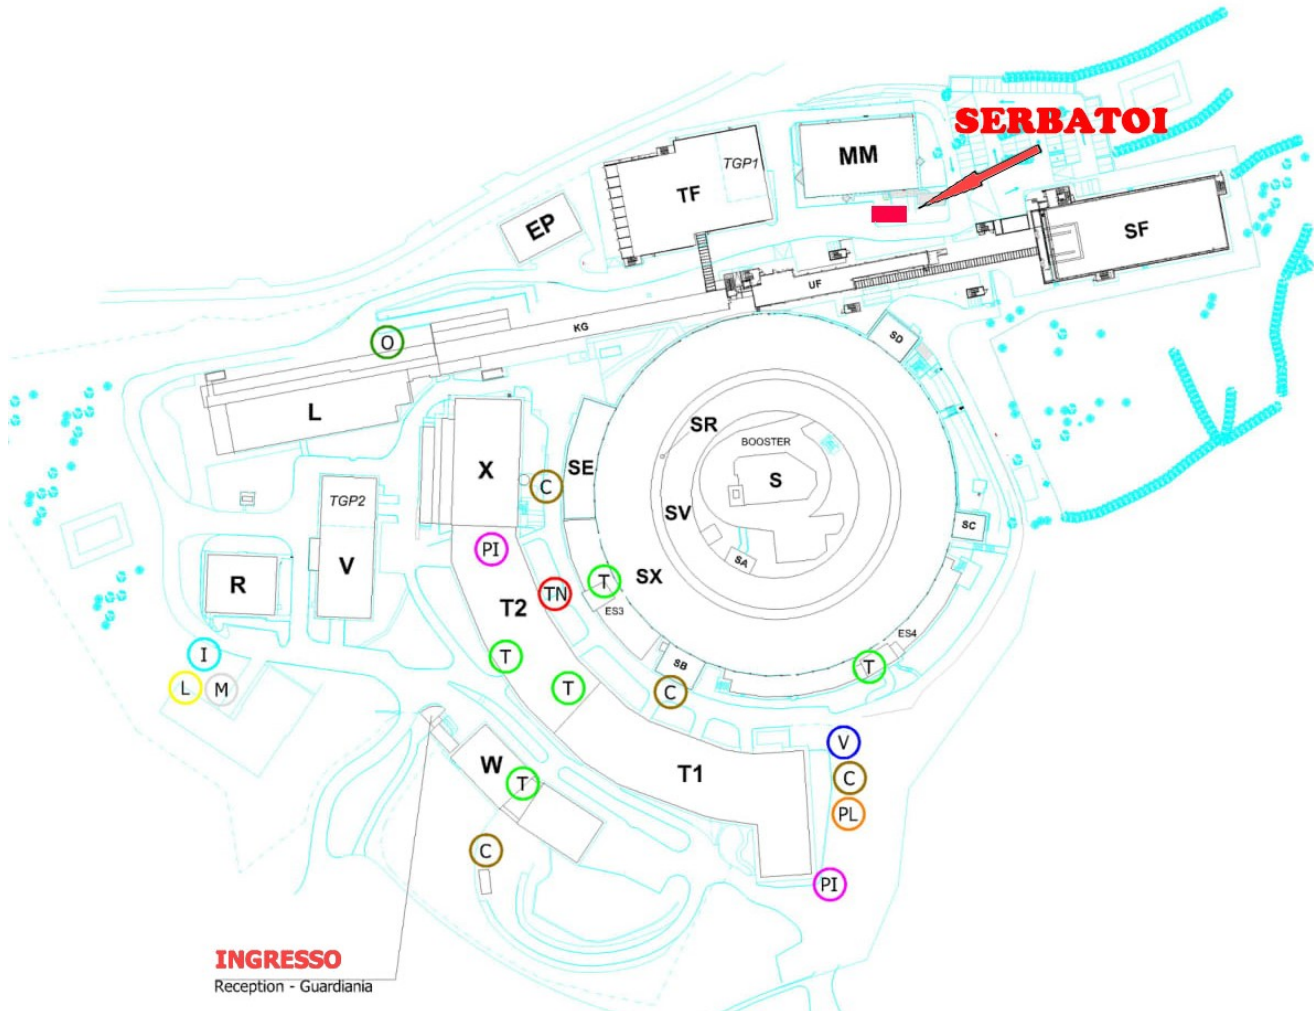 SERBATOI
MM
TGP1
TF
EP
SF
UF
KG
O
SD
L
SR
BOOSTER
X
SE
S
C
TGP2
SV
SC
PI
SA
V
R
SX
T
TN
ES3
T2
ES4
I
T
SB
T
L
M
T
C
V
W
T1
T
C
PL
C
PI
INGRESSO
Reception - Guardiania